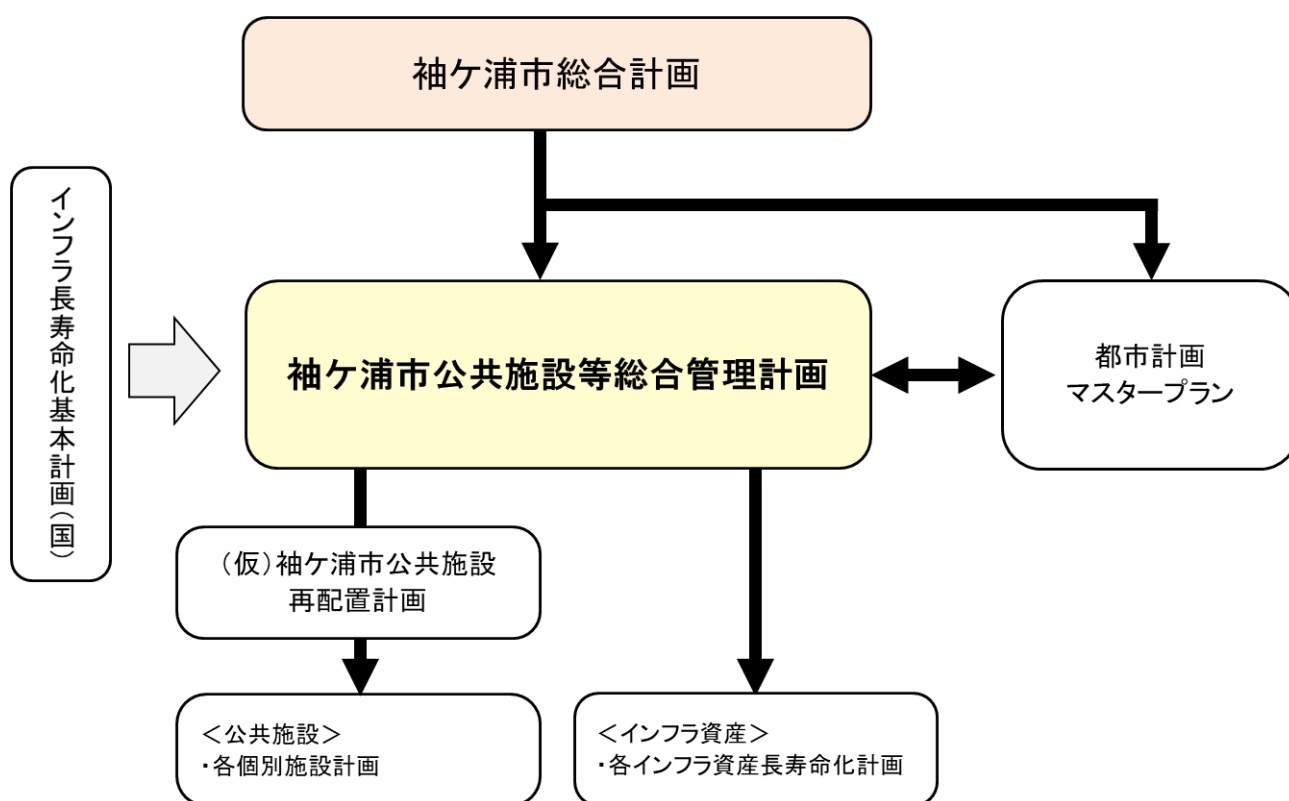 袖ケ浦市総合計画
インフラ長寿命化基本計画（国）
袖ケ浦市公共施設等総合管理計画
都市計画
マスタープラン
（仮）袖ケ浦市公共施設
再配置計画
＜公共施設＞
・各個別施設計画
＜インフラ資産＞
・各インフラ資産長寿命化計画